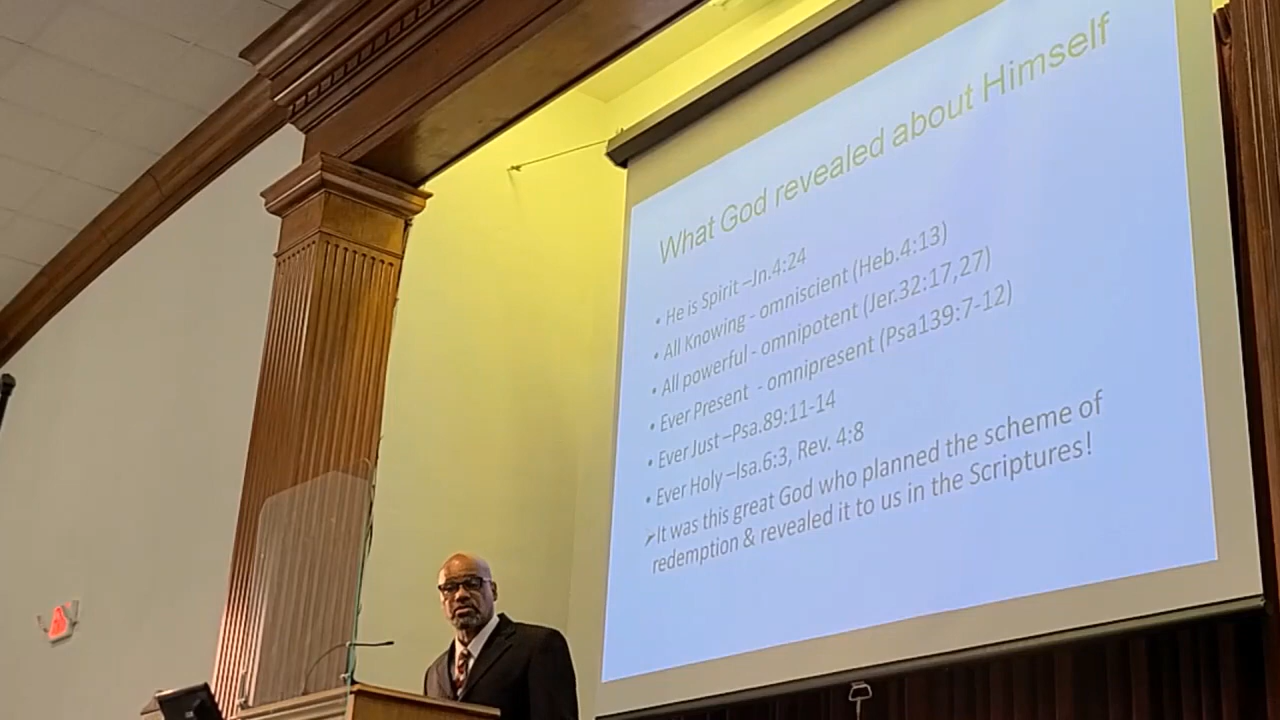 What God revealed about Himself
• He is Spirit –Jn.4:24
• All Knowing - omniscient (Heb.4:13)
• All powerful - omnipotent (Jer.32:17,27)
• Ever Present - omnipresent (Psa139:7-12)
• Ever Just –Psa.89:11-14
• Ever Holy –Isa.6:3, Rev. 4:8
➢It was this great God who planned the scheme of
redemption & revealed it to us in the Scriptures!